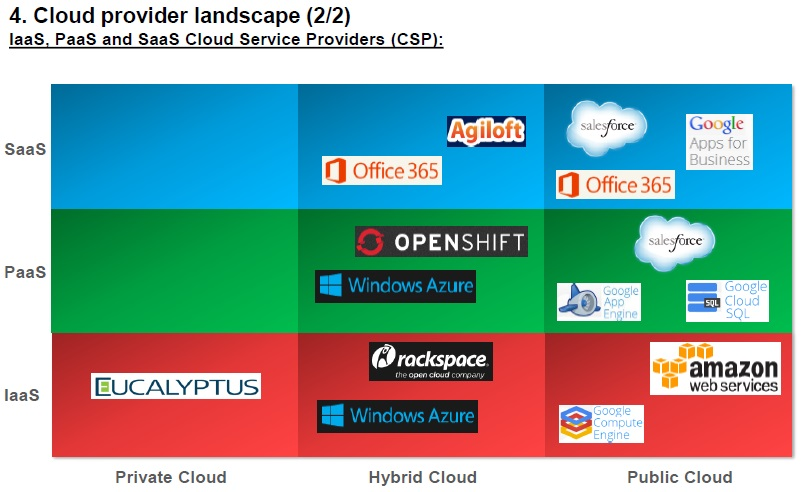 4. Cloud provider landscape (2/2)
IaaS, PaaS and SaaS Cloud Service Providers (CSP):
SaaS
Agiloft
Office 365
salesforce
Google
Apps for
Business
Office 365
PaaS
OPENSHIFT
Windows Azure
salesforce
Google
App
Engine
SQL
Google
Cloud
SQL
IaaS
EUCALYPTUS
rackspace
the open cloud company
Windows Azure
amazon
web services
Google
Compute
Engine
Private Cloud
Hybrid Cloud
Public Cloud